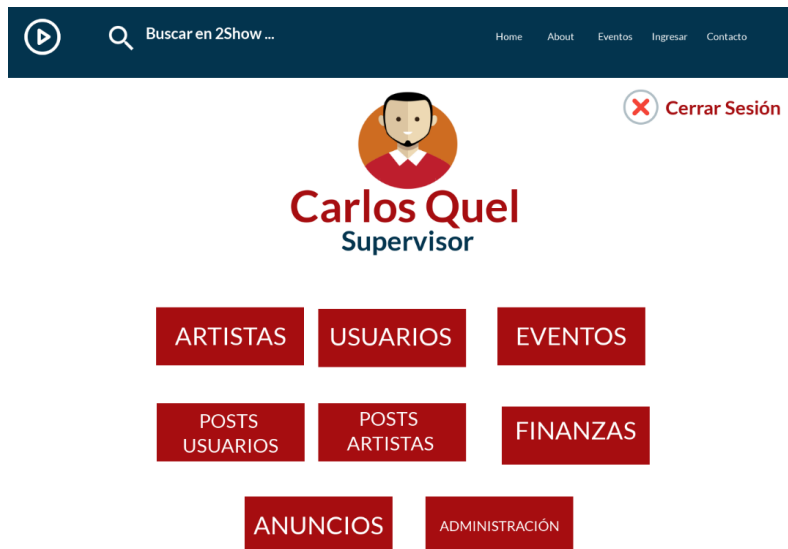 Buscar en 2Show ...
Home About Eventos Ingresar Contacto
Cerrar Sesión
Carlos Quel
Supervisor
ARTISTAS
USUARIOS
EVENTOS
POSTS
USUARIOS
POSTS
ARTISTAS
FINANZAS
ANUNCIOS
ADMINISTRACIÓN